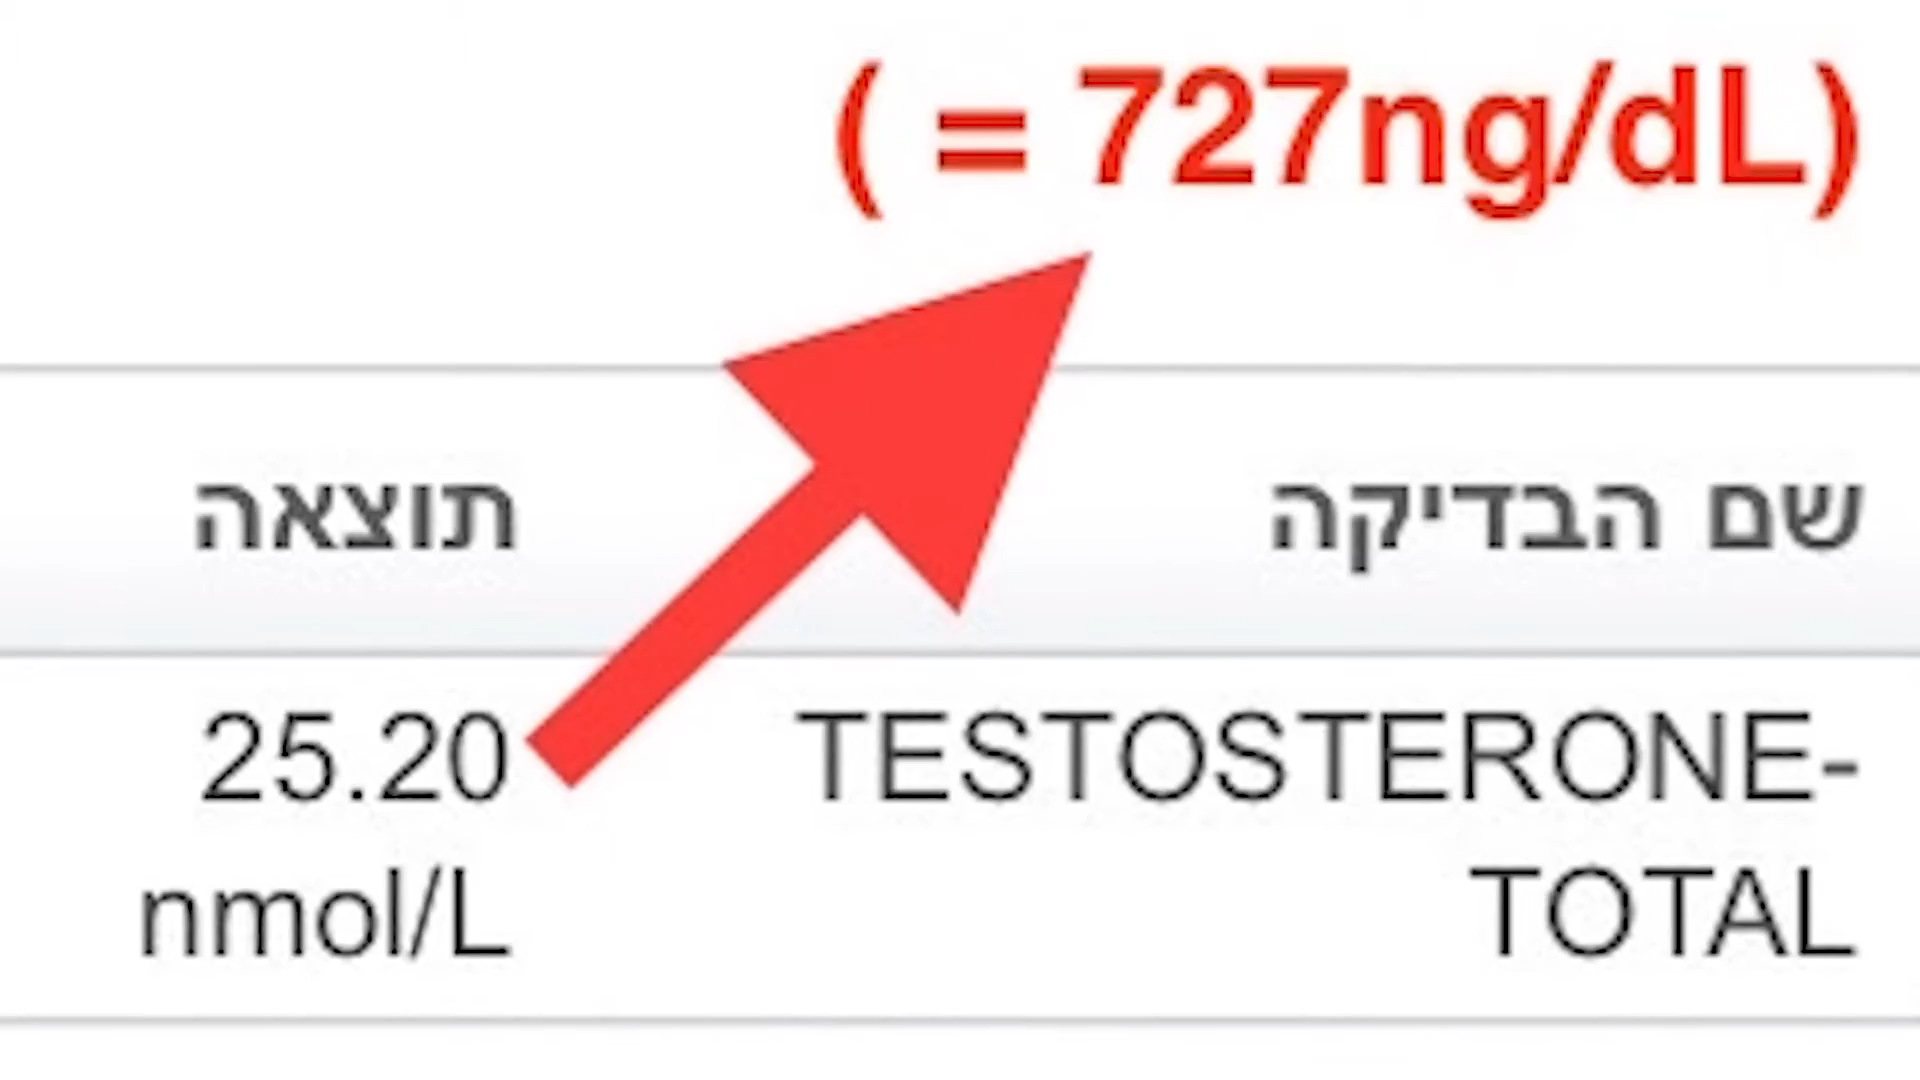 ( = 727ng/dL)
שם הבדיקה תוצאה
TESTOSTERONE- 25.20
TOTAL nmol/L